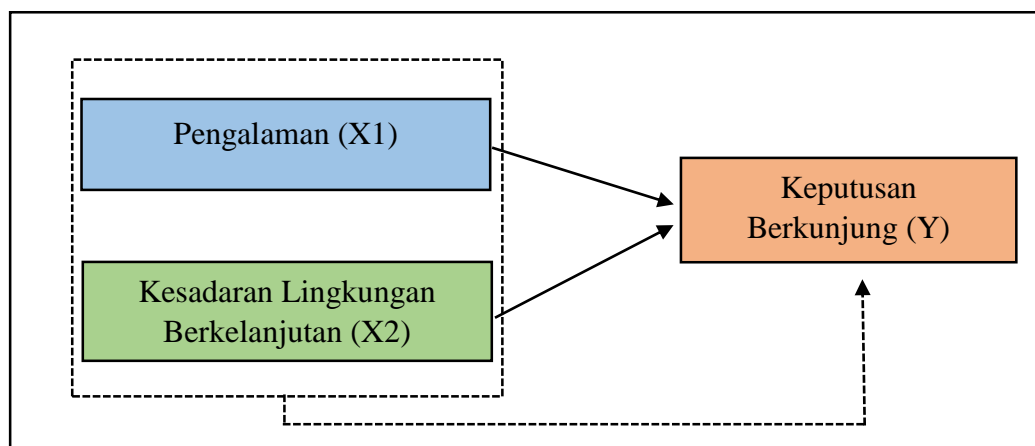 Pengalaman (X1)
Keputusan
Berkunjung (Y)
Kesadaran Lingkungan
Berkelanjutan (X2)